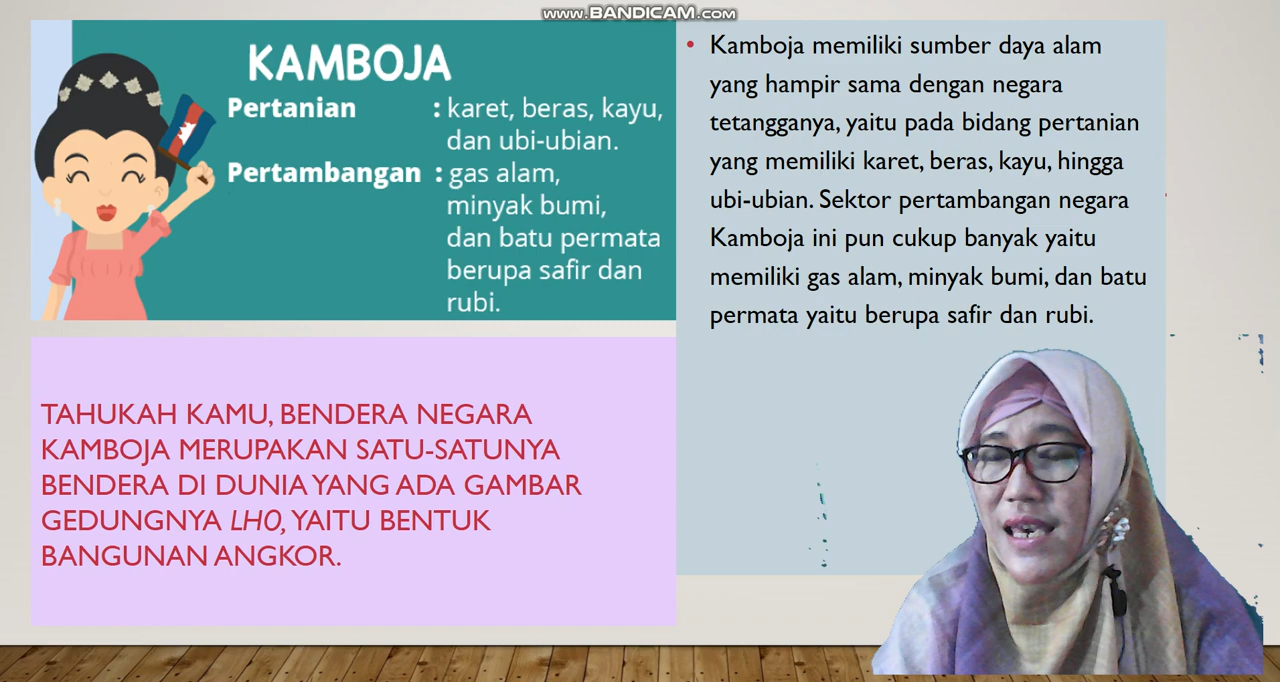 www.BANDICAM.com
KAMBOJA
Pertanian : karet, beras, kayu,
dan ubi-ubian.
Pertambangan : gas alam,
minyak bumi,
dan batu permata
berupa safir dan
rubi.
TAHUKAH KAMU, BENDERA NEGARA
KAMBOJA MERUPAKAN SATU-SATUNYA
BENDERA DI DUNIA YANG ADA GAMBAR
GEDUNGNYA LHO, YAITU BENTUK
BANGUNAN ANGKOR.
• Kamboja memiliki sumber daya alam
yang hampir sama dengan negara
tetangganya, yaitu pada bidang pertanian
yang memiliki karet, beras, kayu, hingga
ubi-ubian. Sektor pertambangan negara
Kamboja ini pun cukup banyak yaitu
memiliki gas alam, minyak bumi, dan batu
permata yaitu berupa safir dan rubi.